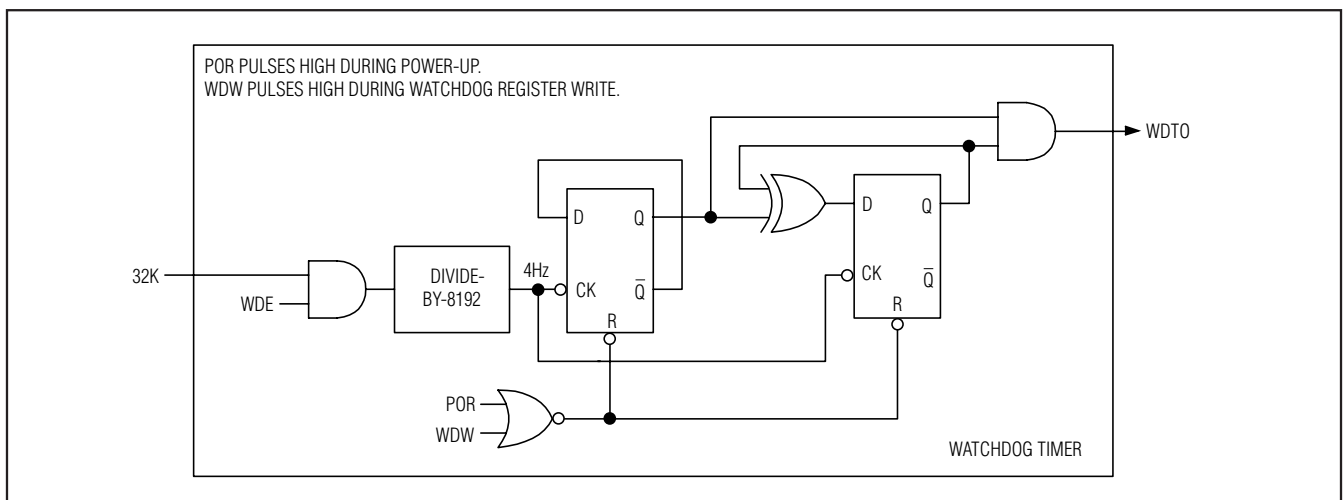 POR PULSES HIGH DURING POWER-UP.
WDW PULSES HIGH DURING WATCHDOG REGISTER WRITE.
WDTO
D
Q
D
Q
32K
WDE
DIVIDE-
BY-8192
4Hz
CK
Q̅
R
CK
Q̅
R
POR
WDW
WATCHDOG TIMER